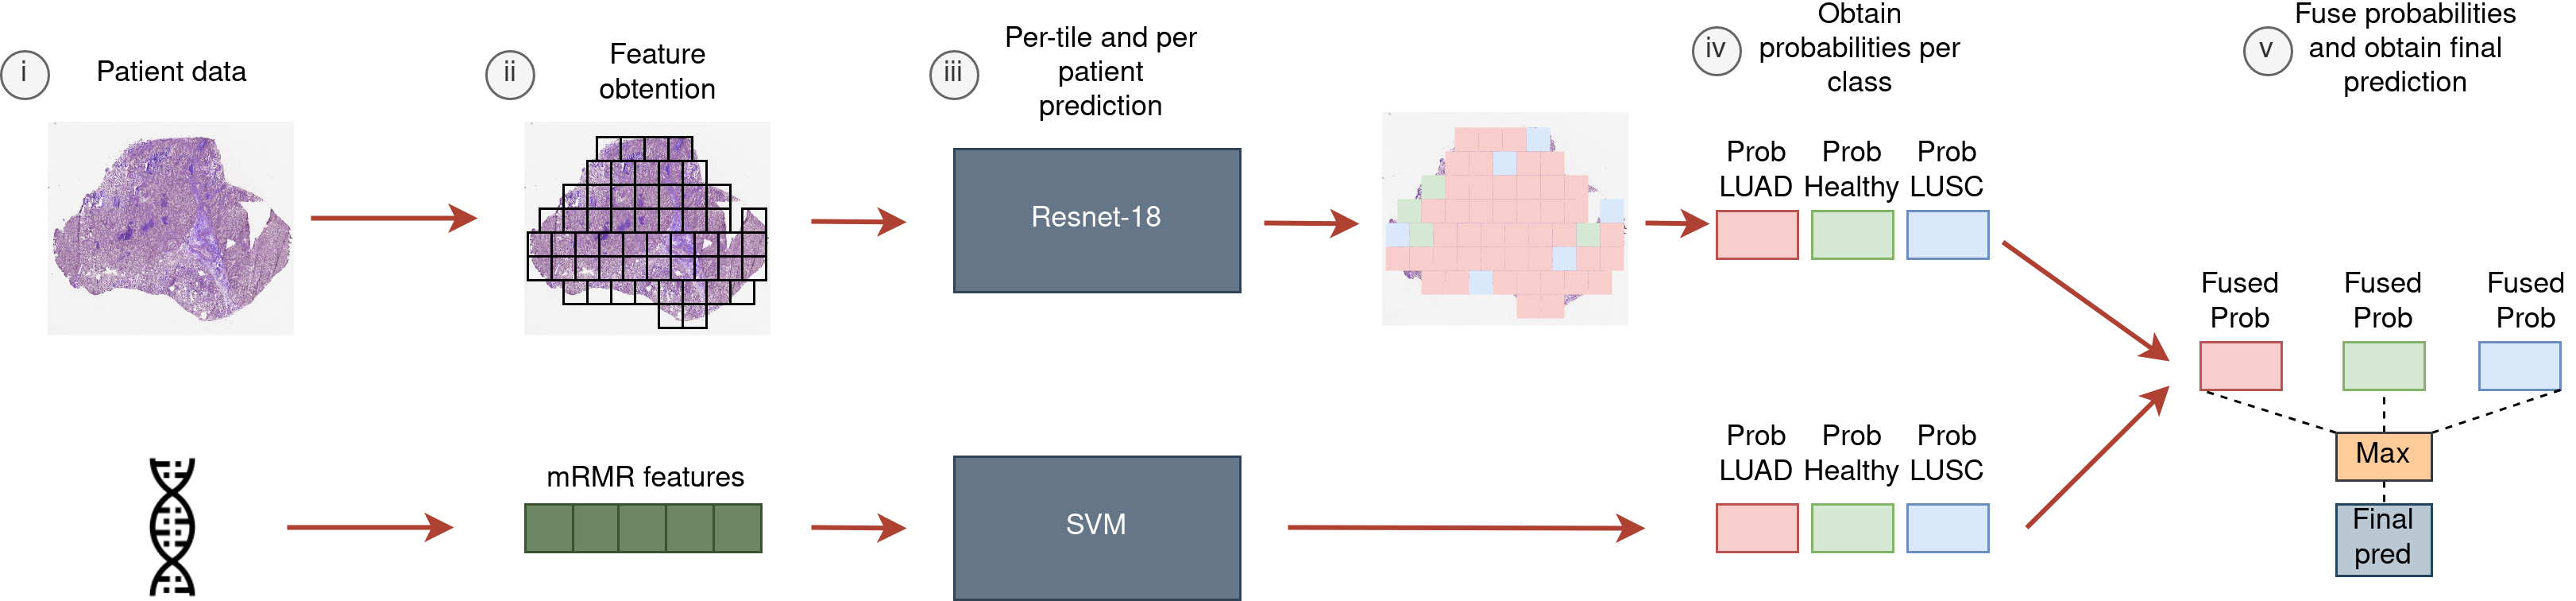 i
Patient data
ii
Feature
obtention
iii
Per-tile and per
patient
prediction
iv
Obtain
probabilities per
class
v
Fuse probabilities
and obtain final
prediction
Resnet-18
Prob
LUAD
Prob
Healthy
Prob
LUSC
Fused
Prob
Fused
Prob
Fused
Prob
mRMR features
SVM
Prob
LUAD
Prob
Healthy
Prob
LUSC
Max
Final
pred